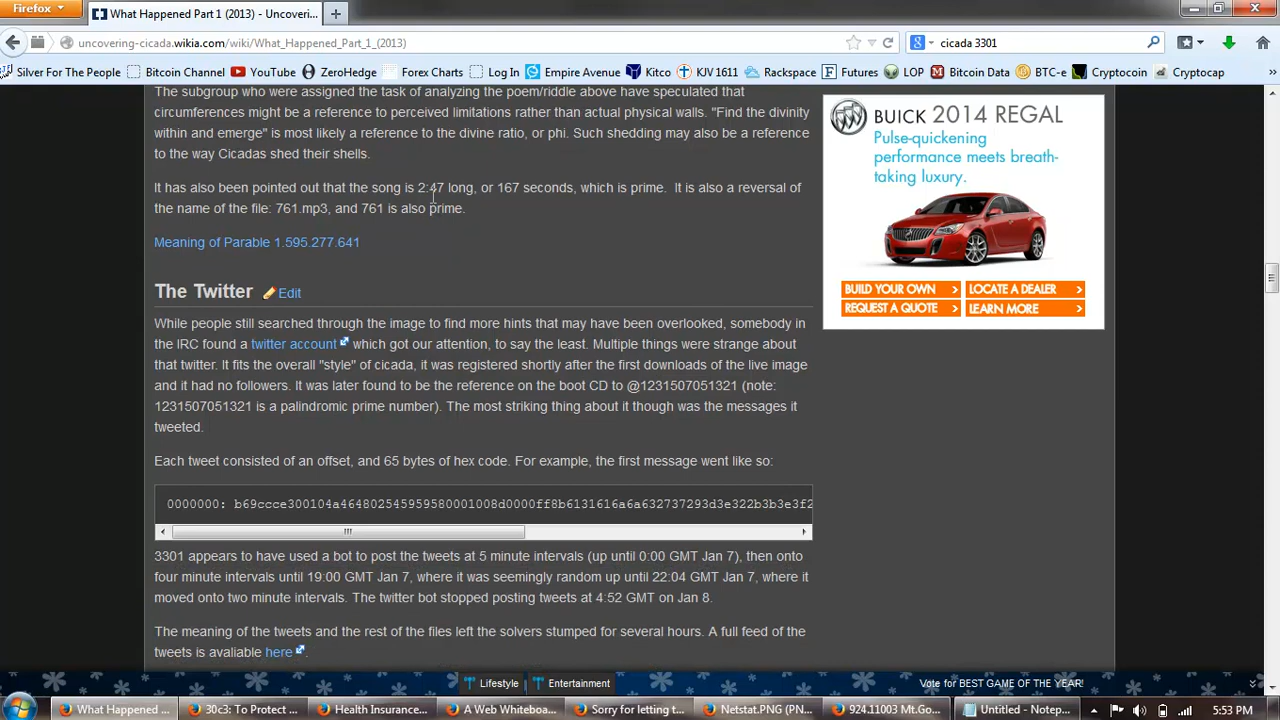 Firefox
What Happened Part 1 (2013) - Uncoveri...
uncovering-cicada.wikia.com/wiki/What_Happened_Part_1_(2013)
cicada 3301
Silver For The People
Bitcoin Channel
YouTube
ZeroHedge
Forex Charts
Log In
Empire Avenue
Kitco
KJV 1611
Rackspace
Futures
LOP
Bitcoin Data
BTC-e
Cryptocoin
Cryptocap
The subgroup who were assigned the task of analyzing the poem/riddle above have speculated that
circumferences might be a reference to perceived limitations rather than actual physical walls. "Find the divinity
within and emerge" is most likely a reference to the divine ratio, or phi. Such shedding may also be a reference
to the way Cicadas shed their shells.
It has also been pointed out that the song is 2:47 long, or 167 seconds, which is prime. It is also a reversal of
the name of the file: 761.mp3, and 761 is also prime.
Meaning of Parable 1.595.277.641
The Twitter Edit
While people still searched through the image to find more hints that may have been overlooked, somebody in
the IRC found a twitter account which got our attention, to say the least. Multiple things were strange about
that twitter. It fits the overall "style" of cicada, it was registered shortly after the first downloads of the live image
and it had no followers. It was later found to be the reference on the boot CD to @1231507051321 (note:
1231507051321 is a palindromic prime number). The most striking thing about it though was the messages it
tweeted.
Each tweet consisted of an offset, and 65 bytes of hex code. For example, the first message went like so:
0000000: b69ccce300104a464802545959580001008d0000ff8b6131616a6a632737293d3e322b3b3e3f2
3301 appears to have used a bot to post the tweets at 5 minute intervals (up until 0:00 GMT Jan 7), then onto
four minute intervals until 19:00 GMT Jan 7, where it was seemingly random up until 22:04 GMT Jan 7, where it
moved onto two minute intervals. The twitter bot stopped posting tweets at 4:52 GMT on Jan 8.
The meaning of the tweets and the rest of the files left the solvers stumped for several hours. A full feed of the
tweets is avaliable here.
BUICK 2014 REGAL
Pulse-quickening
performance meets breath-
taking luxury.
BUILD YOUR OWN >
LOCATE A DEALER >
REQUEST A QUOTE >
LEARN MORE >
Lifestyle
Entertainment
Vote for BEST GAME OF THE YEAR!
What Happened ...
30c3: To Protect ...
Health Insurance...
A Web Whiteboa...
Sorry for letting t...
Netstat.PNG (PN...
924.11003 Mt.Go...
Untitled - Notep...
5:53 PM